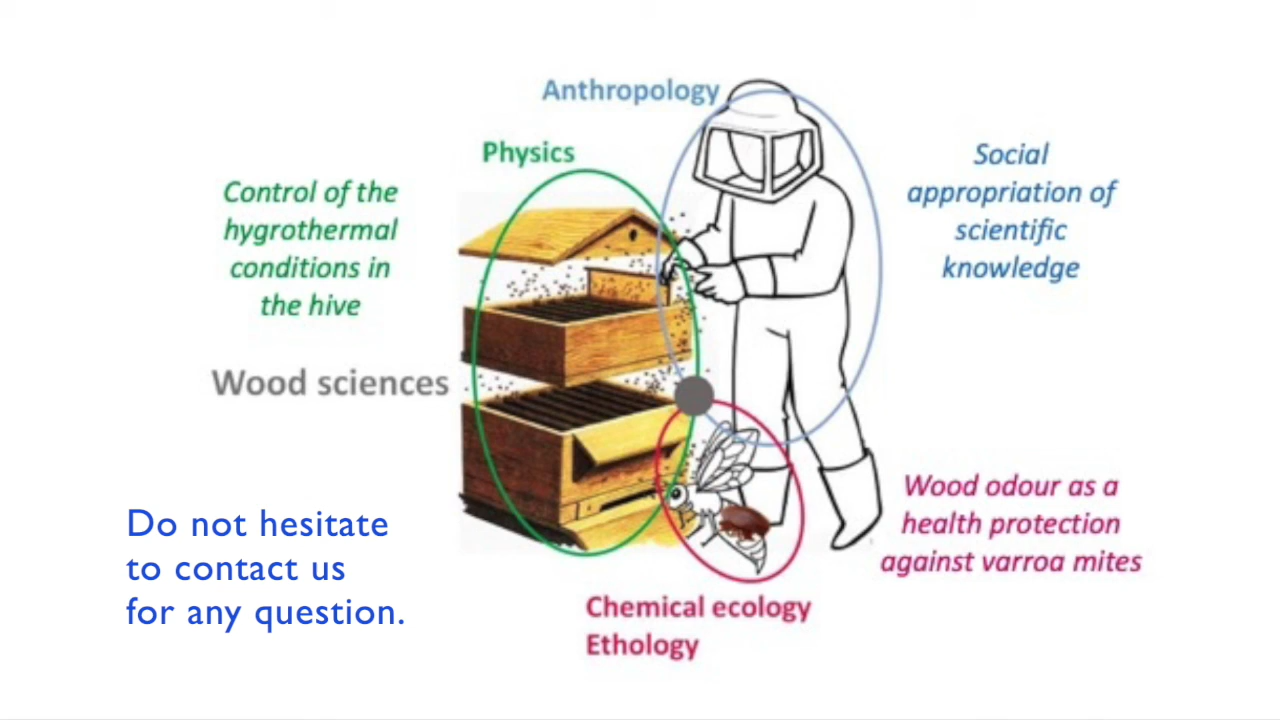 Anthropology
Physics
Control of the
hygrothermal
conditions in
the hive
Social
appropriation of
scientific
knowledge
Wood sciences
Wood odour as a
health protection
against varroa mites
Do not hesitate
to contact us
for any question.
Chemical ecology
Ethology